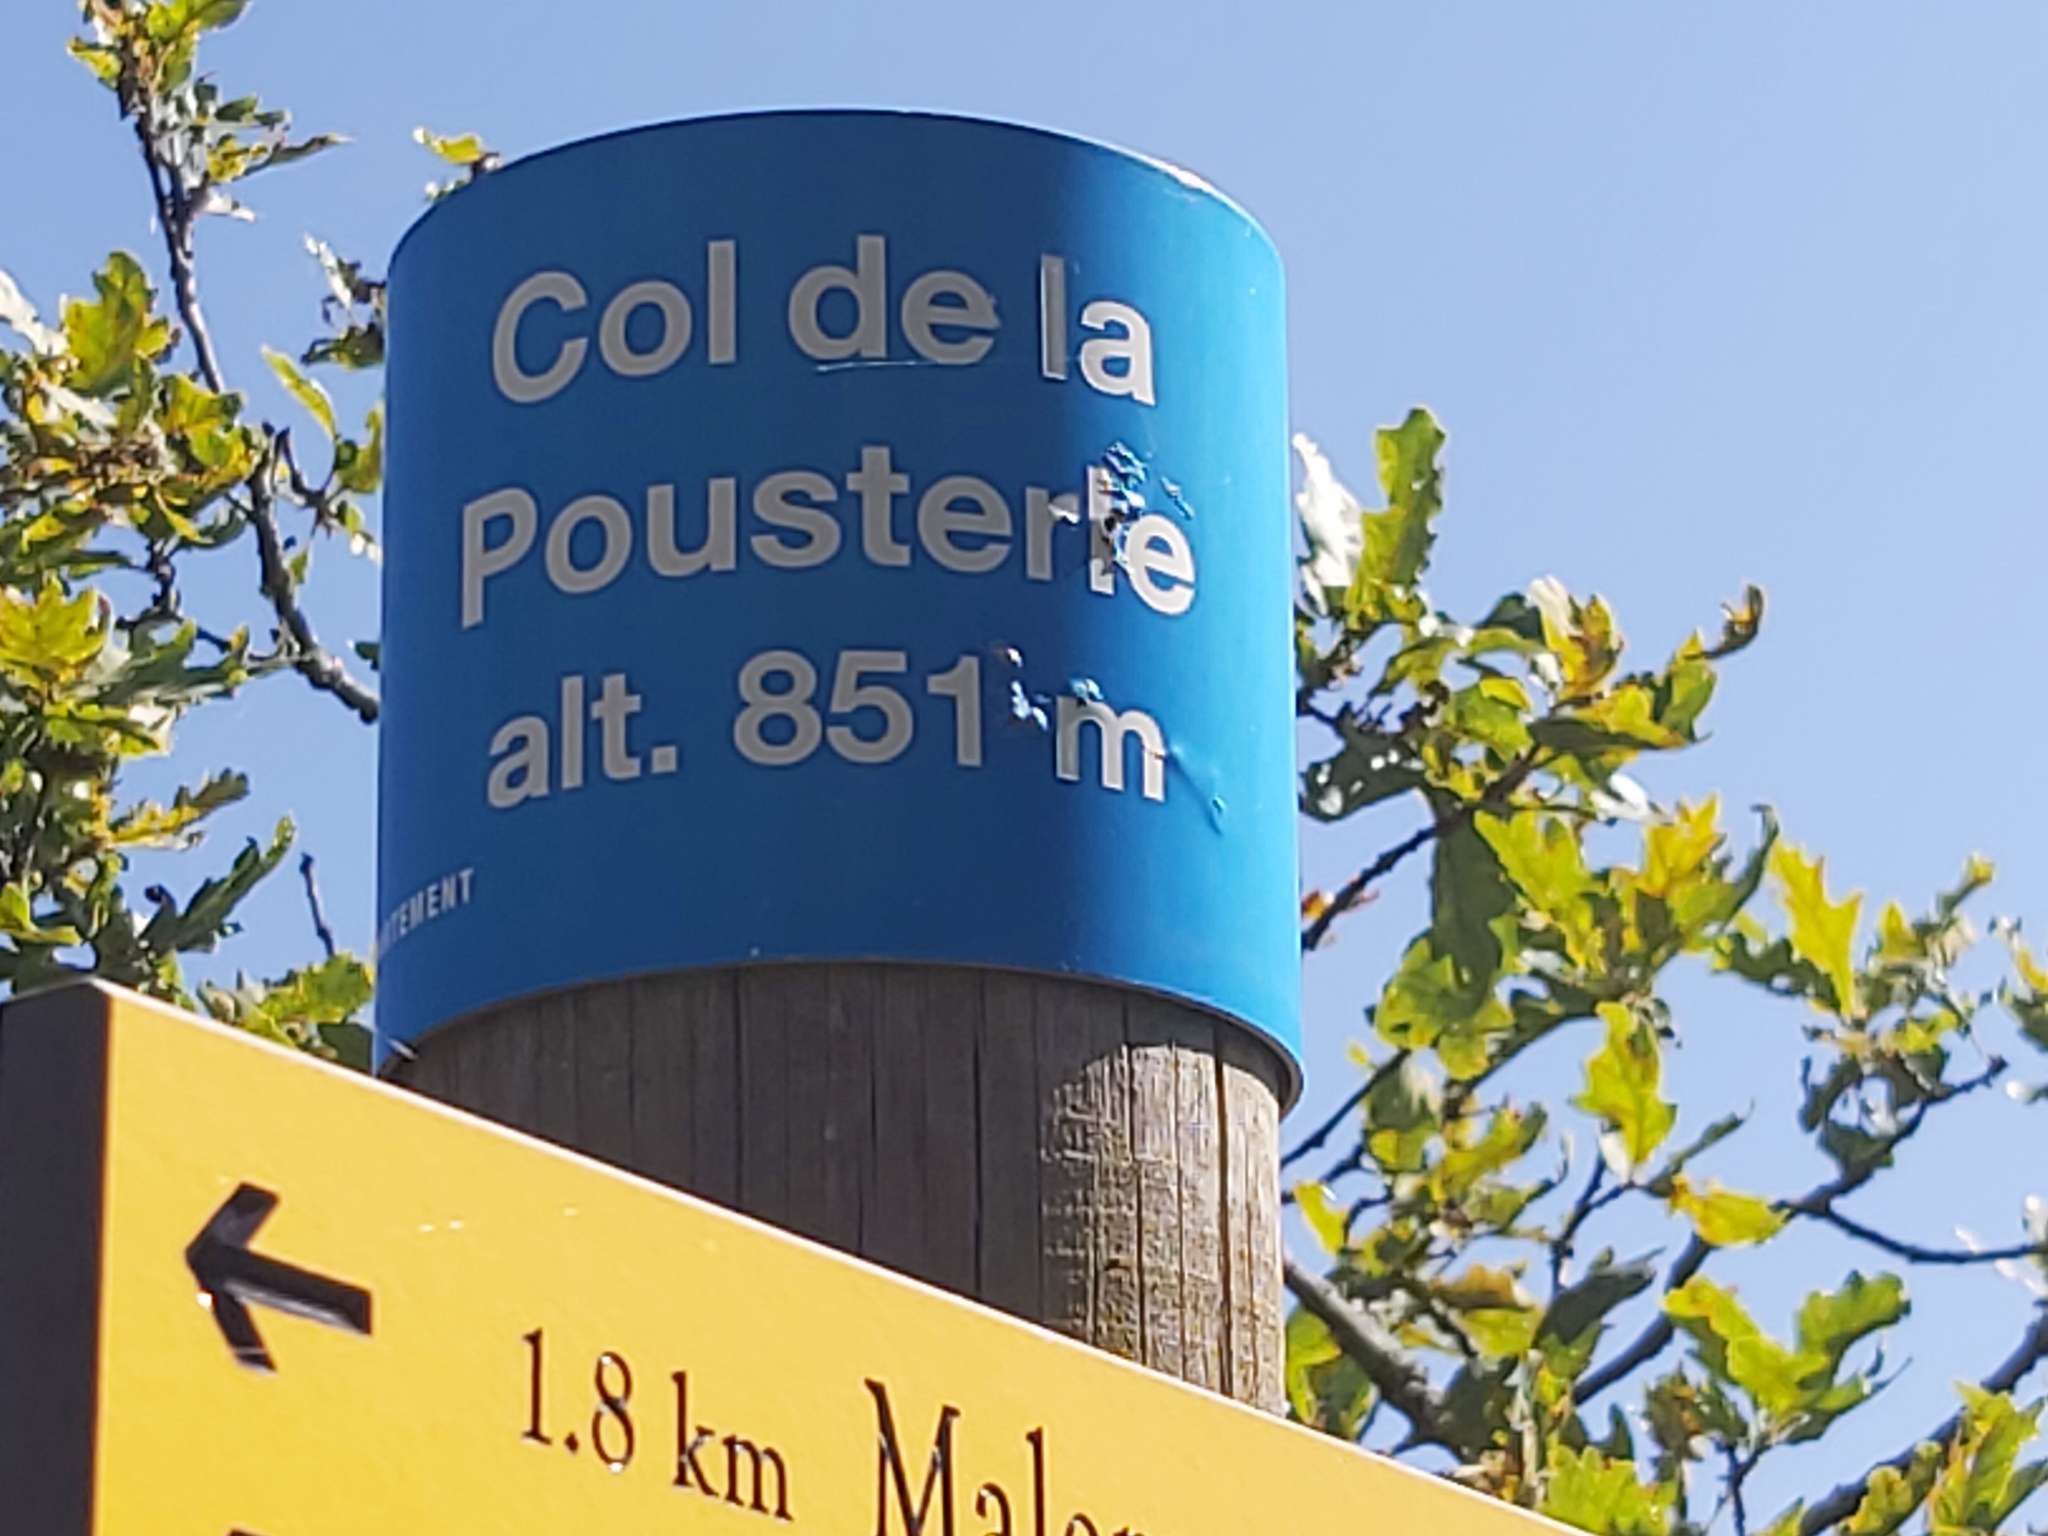 Col de la
Pousterle
alt. 851 m
1.8 km